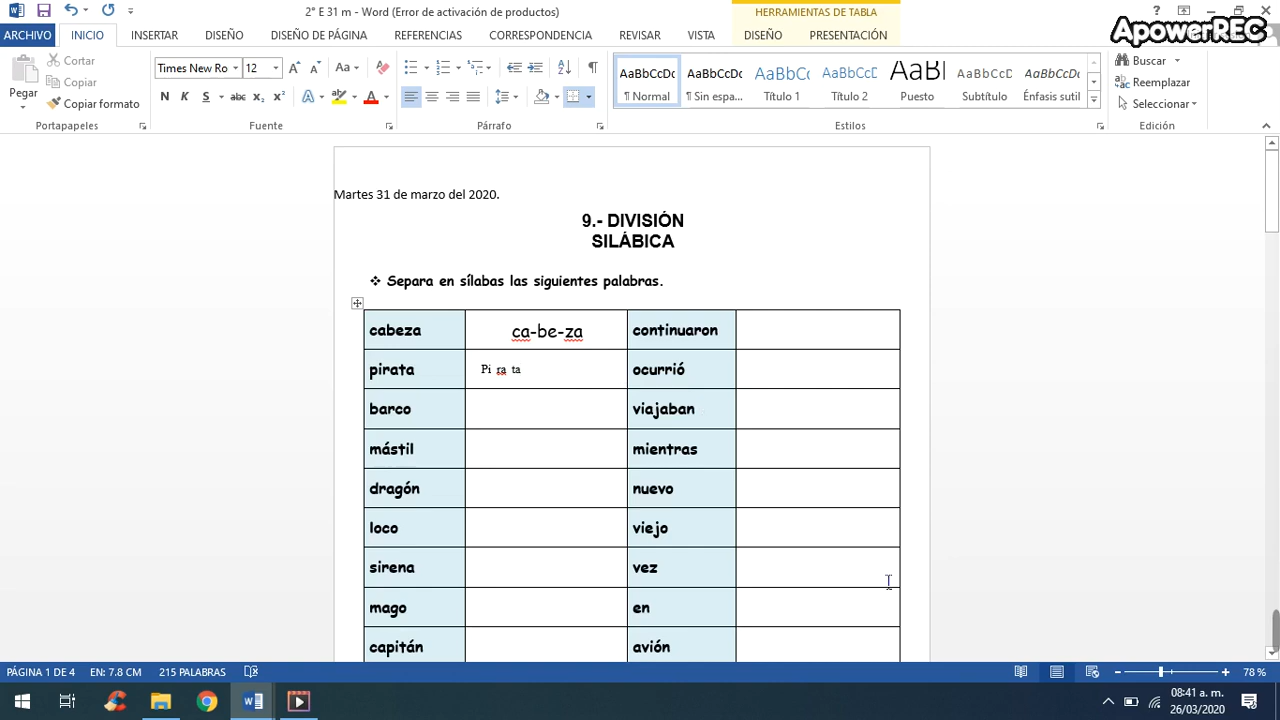 2° E 31 m - Word (Error de activación de productos)
HERRAMIENTAS DE TABLA
ApowerREC
ARCHIVO INICIO INSERTAR DISEÑO DISEÑO DE PÁGINA REFERENCIAS CORRESPONDENCIA REVISAR VISTA DISEÑO PRESENTACIÓN
Pegar
Cortar
Copiar
Copiar formato
Portapapeles
Times New Ro 12
N K S abc x₂ x²
Fuente
Párrafo
AaBbCcDc AaBbCcDc AaBbC AaBbCcD AaBl AaBbCcD AaBbCcDc
¶ Normal ¶ Sin espa... Título 1 Título 2 Puesto Subtítulo Énfasis sutil
Estilos
Buscar
Reemplazar
Seleccionar
Edición
Martes 31 de marzo del 2020.
9.- DIVISIÓN
SILÁBICA
❖ Separa en sílabas las siguientes palabras.
cabeza ca-be-za continuaron
pirata Pi ra ta ocurrió
barco viajaban
mástil mientras
dragón nuevo
loco viejo
sirena vez
mago en
capitán avión
PÁGINA 1 DE 4 EN: 7.8 CM 215 PALABRAS 78 %
08:41 a. m.
26/03/2020